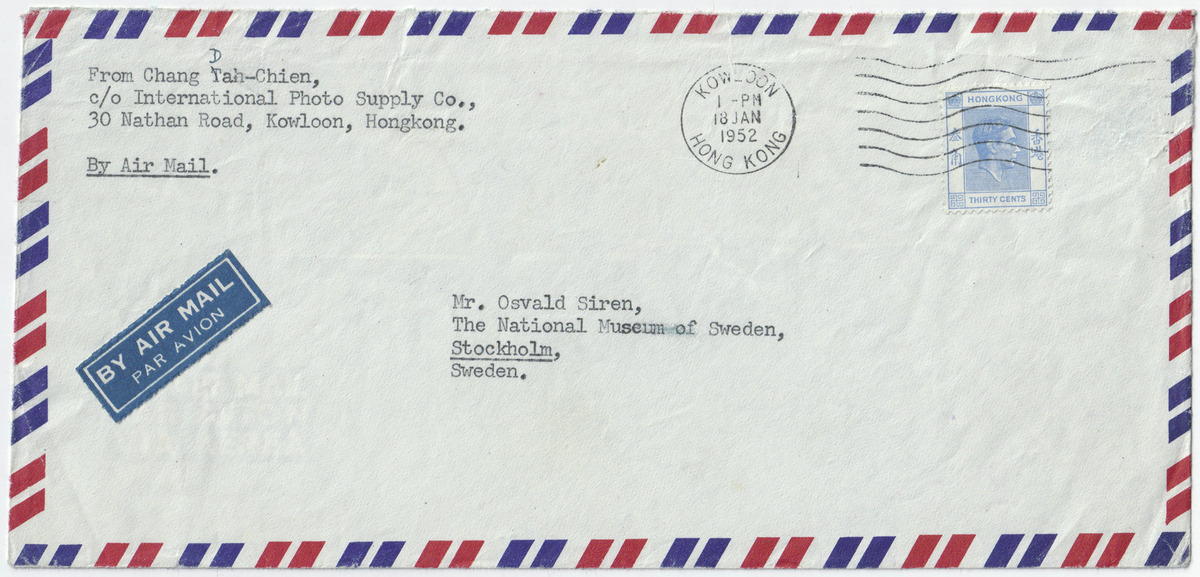 D
From Chang Tah-Chien,
c/o International Photo Supply Co.,
30 Nathan Road, Kowloon, Hongkong.
By Air Mail.
KOWLOON
1 -PM
18 JAN
1952
HONG KONG
HONGKONG
香港
THIRTY CENTS
BY AIR MAIL
PAR AVION
Mr. Osvald Siren,
The National Museum of Sweden,
Stockholm,
Sweden.